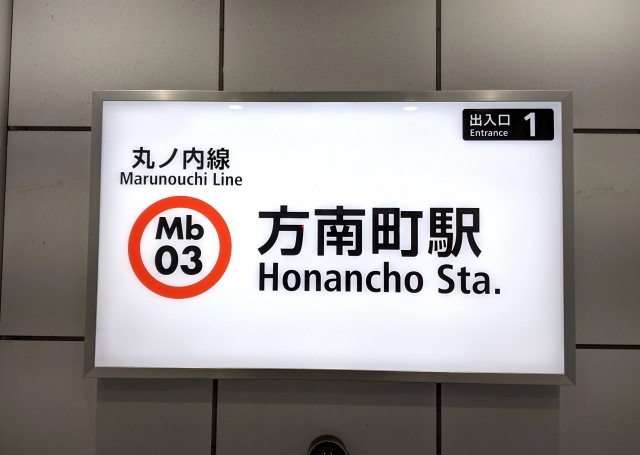 出入口 1
Entrance
丸ノ内線
Marunouchi Line
Mb
03
方南町駅
Honancho Sta.